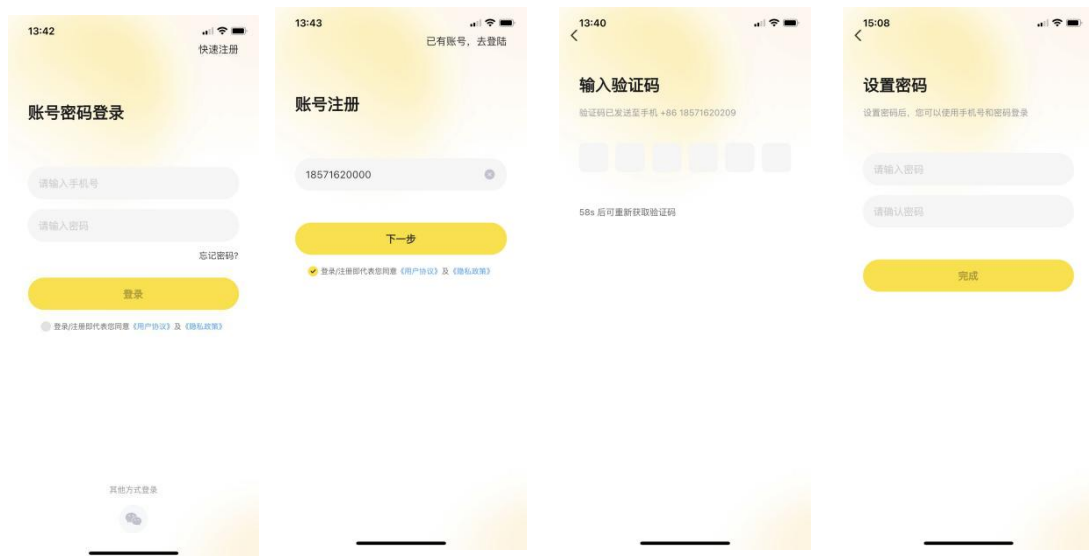 13:42
快速注册
账号密码登录
请输入手机号
请输入密码
忘记密码?
登录
登录/注册即代表您同意《用户协议》及《隐私政策》
其他方式登录
13:43
已有账号，去登陆
账号注册
18571620000
下一步
登录/注册即代表您同意《用户协议》及《隐私政策》
13:40
输入验证码
验证码已发送至手机 +86 18571620209
58s 后可重新获取验证码
15:08
设置密码
设置密码后，您可以使用手机号和密码登录
请输入密码
请确认密码
完成